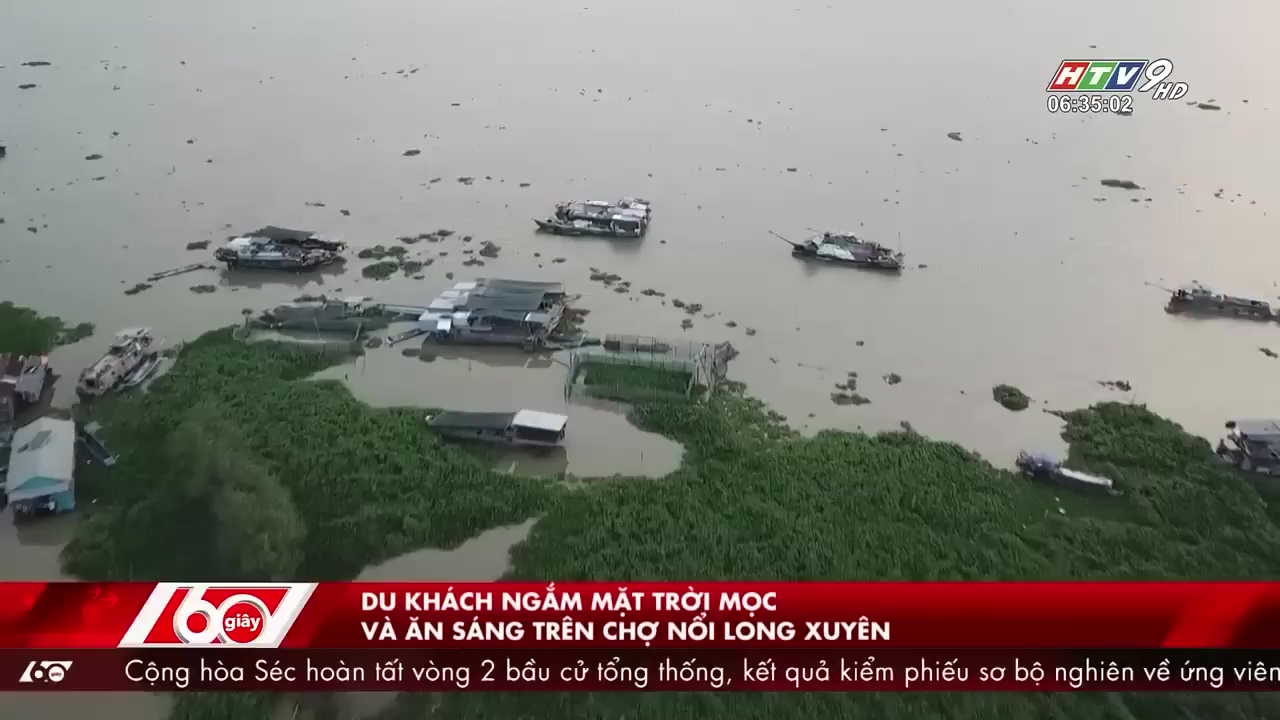 HTV9 HD
06:35:02
60 giây
DU KHÁCH NGẮM MẶT TRỜI MỌC
VÀ ĂN SÁNG TRÊN CHỢ NỔI LONG XUYÊN
60 giây
Cộng hòa Séc hoàn tất vòng 2 bầu cử tổng thống, kết quả kiểm phiếu sơ bộ nghiên về ứng viên